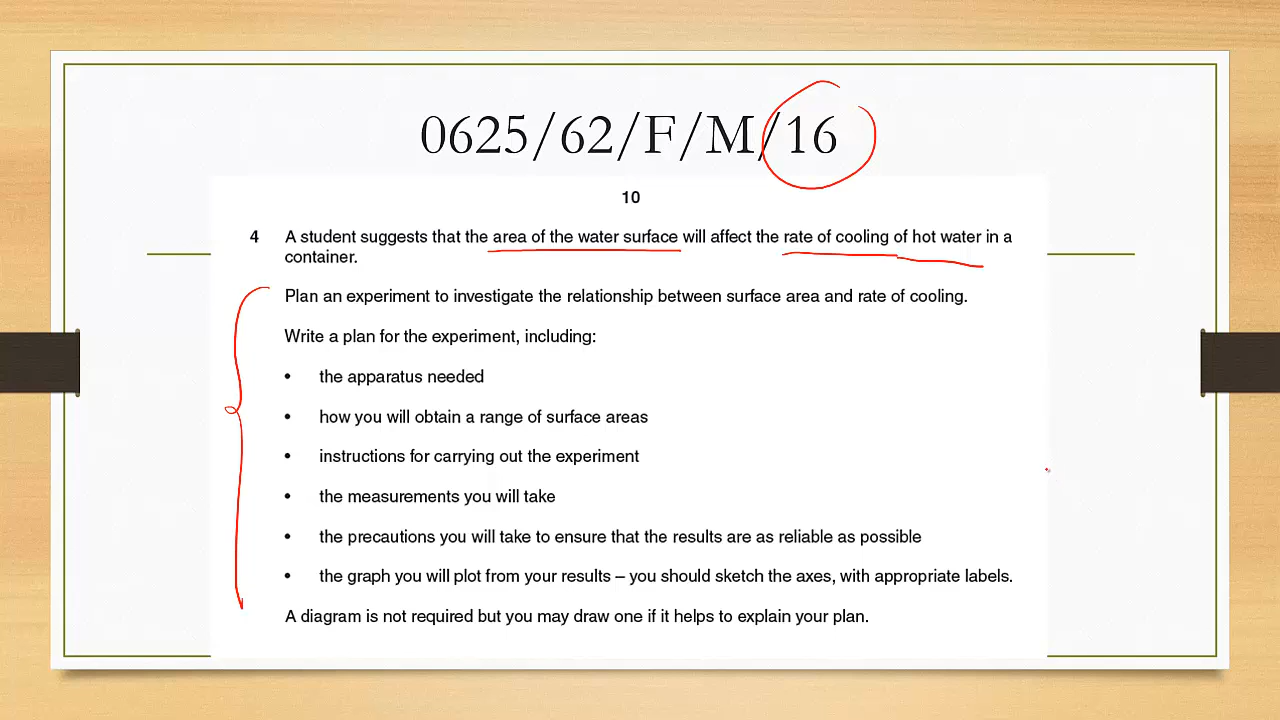 0625/62/F/M/16
10
4 A student suggests that the area of the water surface will affect the rate of cooling of hot water in a
container.
Plan an experiment to investigate the relationship between surface area and rate of cooling.
Write a plan for the experiment, including:
• the apparatus needed
• how you will obtain a range of surface areas
• instructions for carrying out the experiment
• the measurements you will take
• the precautions you will take to ensure that the results are as reliable as possible
• the graph you will plot from your results – you should sketch the axes, with appropriate labels.
A diagram is not required but you may draw one if it helps to explain your plan.